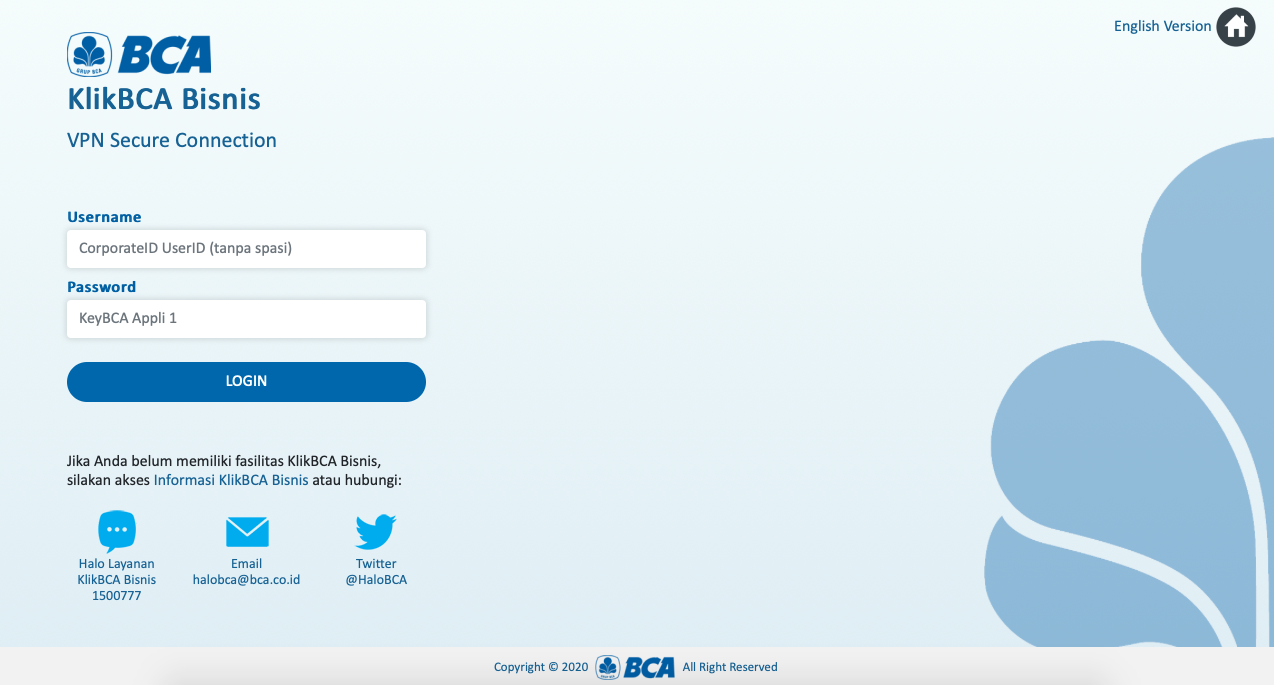 English Version
GRUP BCA
BCA
KlikBCA Bisnis
VPN Secure Connection
Username
CorporateID UserID (tanpa spasi)
Password
KeyBCA Appli 1
LOGIN
Jika Anda belum memiliki fasilitas KlikBCA Bisnis,
silakan akses Informasi KlikBCA Bisnis atau hubungi:
Halo Layanan
KlikBCA Bisnis
1500777
Email
halobca@bca.co.id
Twitter
@HaloBCA
Copyright © 2020 BCA All Right Reserved